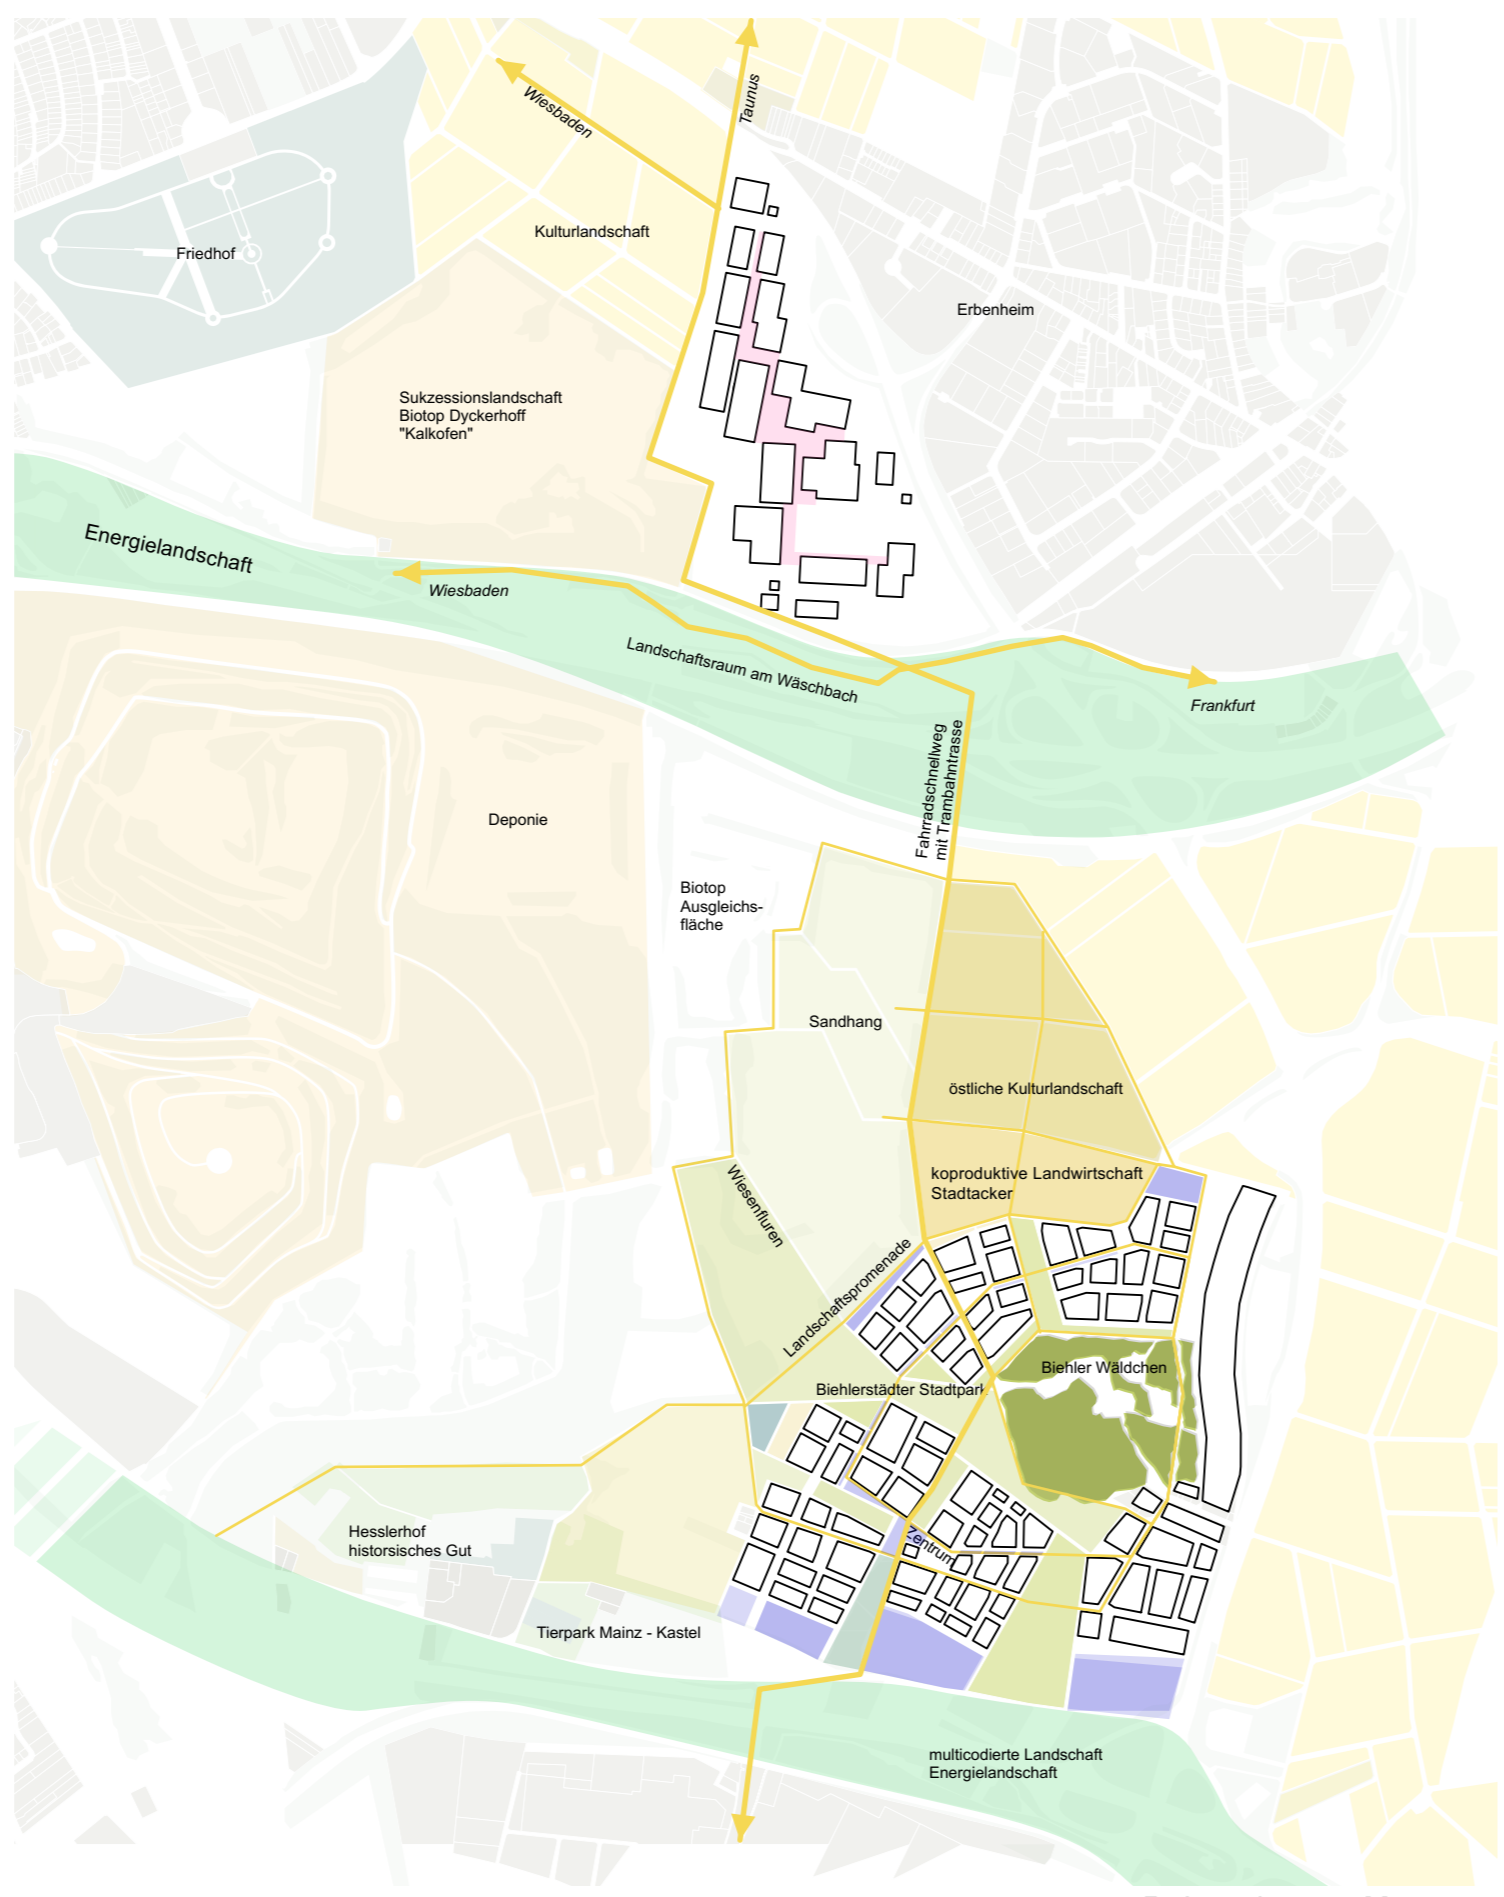 Taunus
Wiesbaden
Kulturlandschaft
Friedhof
Erbenheim
Sukzessionslandschaft
Biotop Dyckerhoff
"Kalkofen"
Energielandschaft
Wiesbaden
Landschaftsraum am Wäschbach
Frankfurt
Fahrradschnellweg
mit Trambahntrasse
Deponie
Biotop
Ausgleichs-
fläche
Sandhang
östliche Kulturlandschaft
koproduktive Landwirtschaft
Stadtacker
Wiesenfluren
Landschaftspromenade
Biehler Wäldchen
Biehlerstädter Stadtpark
Hesslerhof
historsisches Gut
Zentrum
Tierpark Mainz - Kastel
multicodierte Landschaft
Energielandschaft